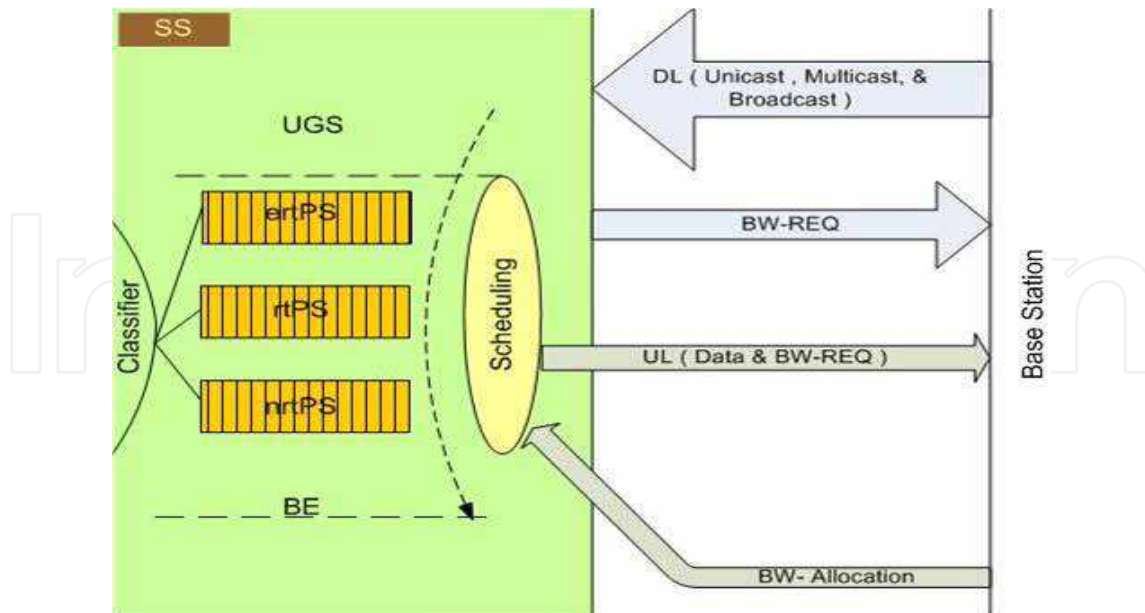 SS
DL ( Unicast , Multicast, &
Broadcast )
UGS
ertPS
BW-REQ
rtPS
Classifier
Scheduling
Base Station
UL ( Data & BW-REQ )
nrtPS
BE
BW- Allocation